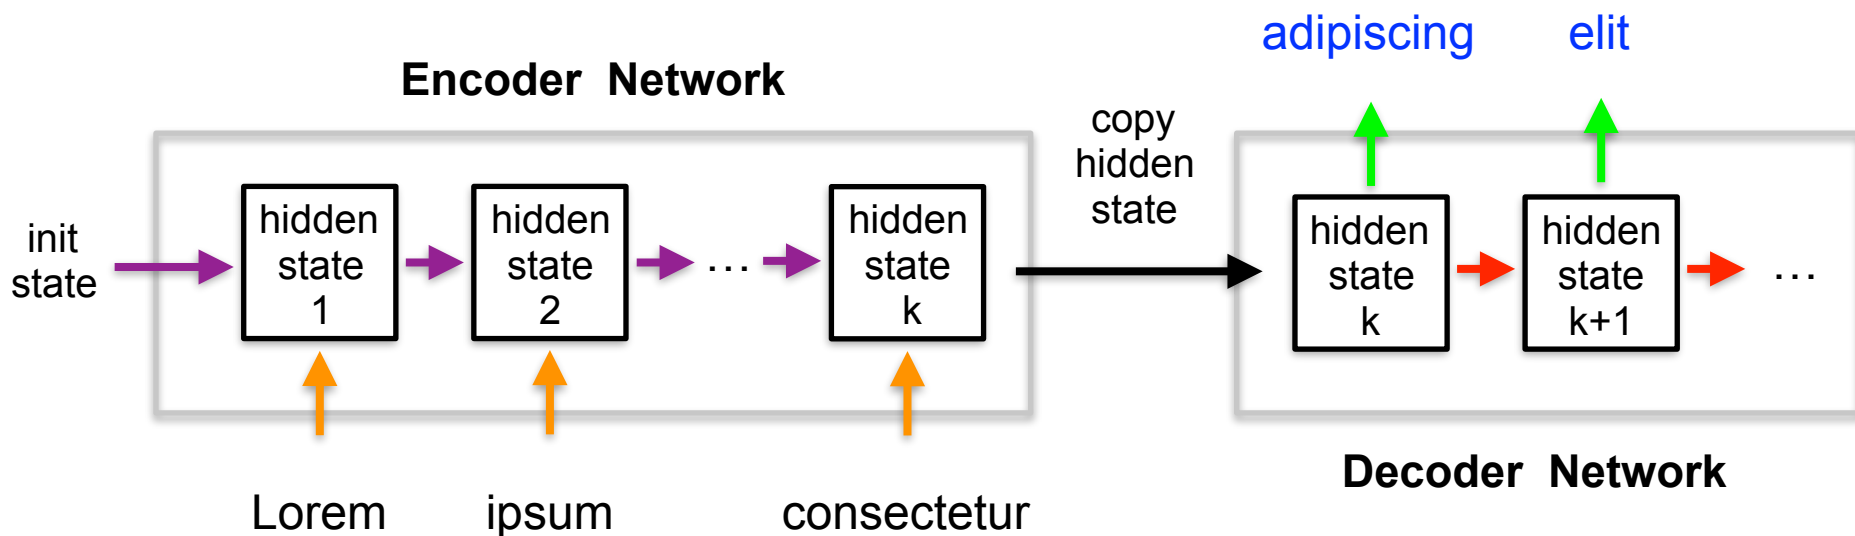 adipiscing elit
Encoder Network
copy
hidden
state
init
state
hidden
state
1
hidden
state
2
...
hidden
state
k
hidden
state
k
hidden
state
k+1
...
Decoder Network
Lorem ipsum consectetur